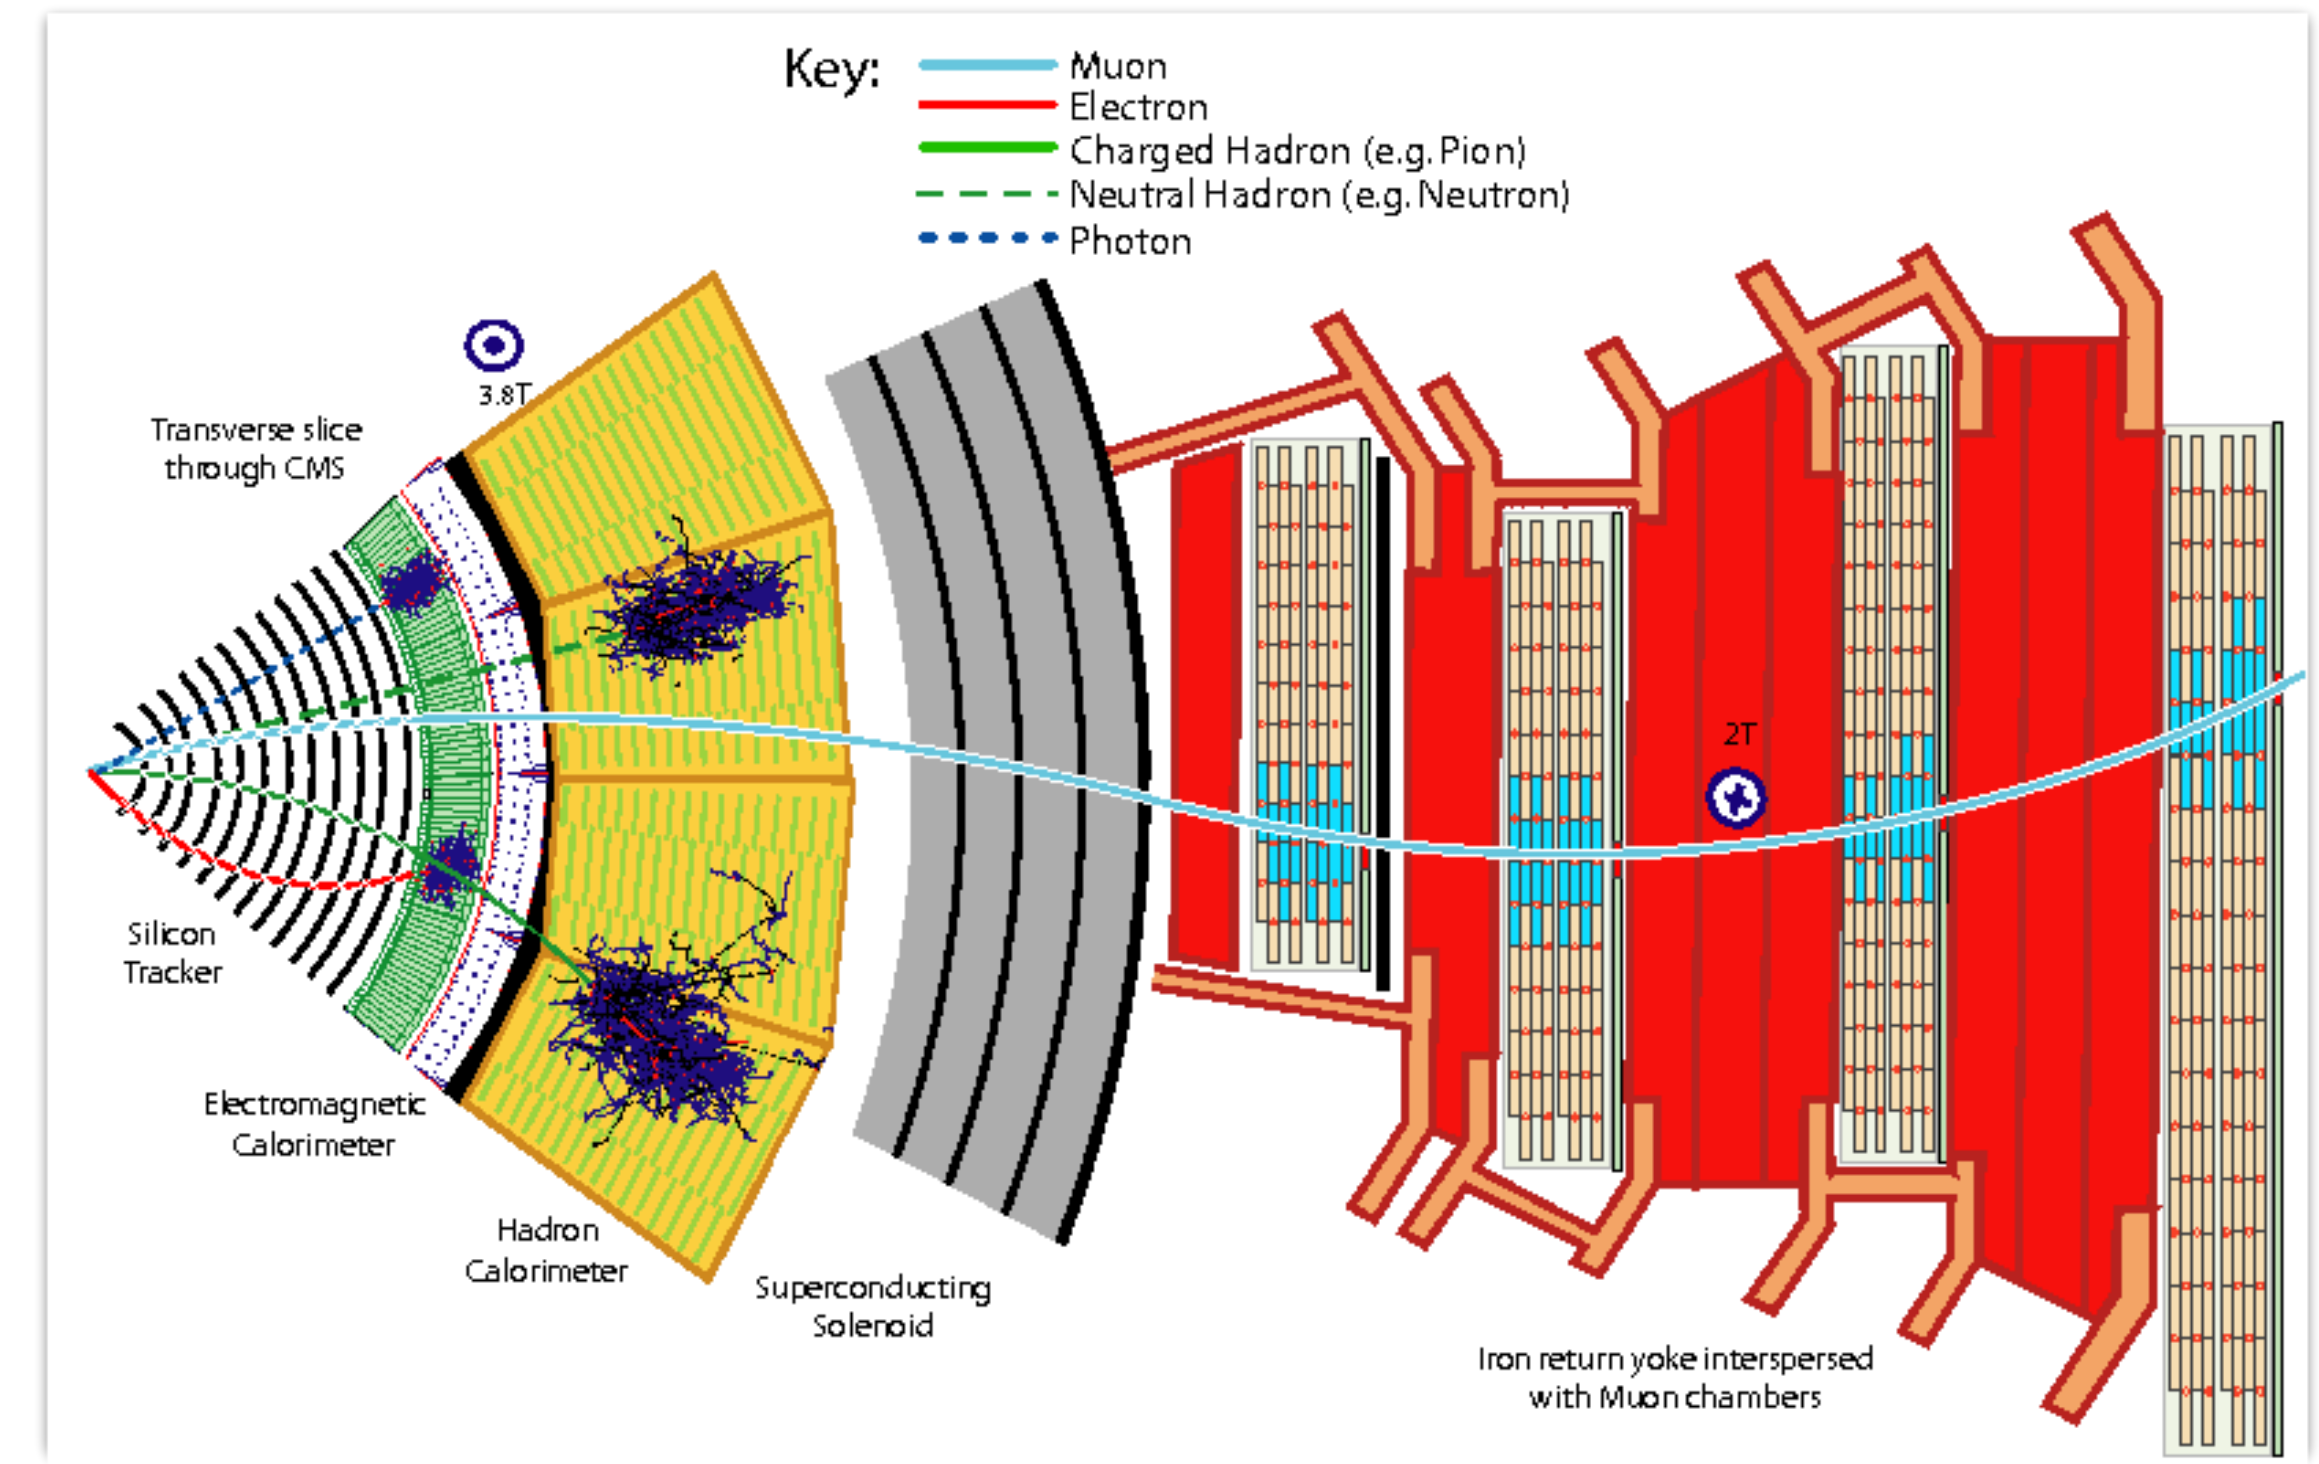 Key:
Muon
Electron
Charged Hadron (e.g. Pion)
Neutral Hadron (e.g. Neutron)
Photon
3.8T
Transverse slice
through CMS
2T
Silicon
Tracker
Electromagnetic
Calorimeter
Hadron
Calorimeter
Superconducting
Solenoid
Iron return yoke interspersed
with Muon chambers